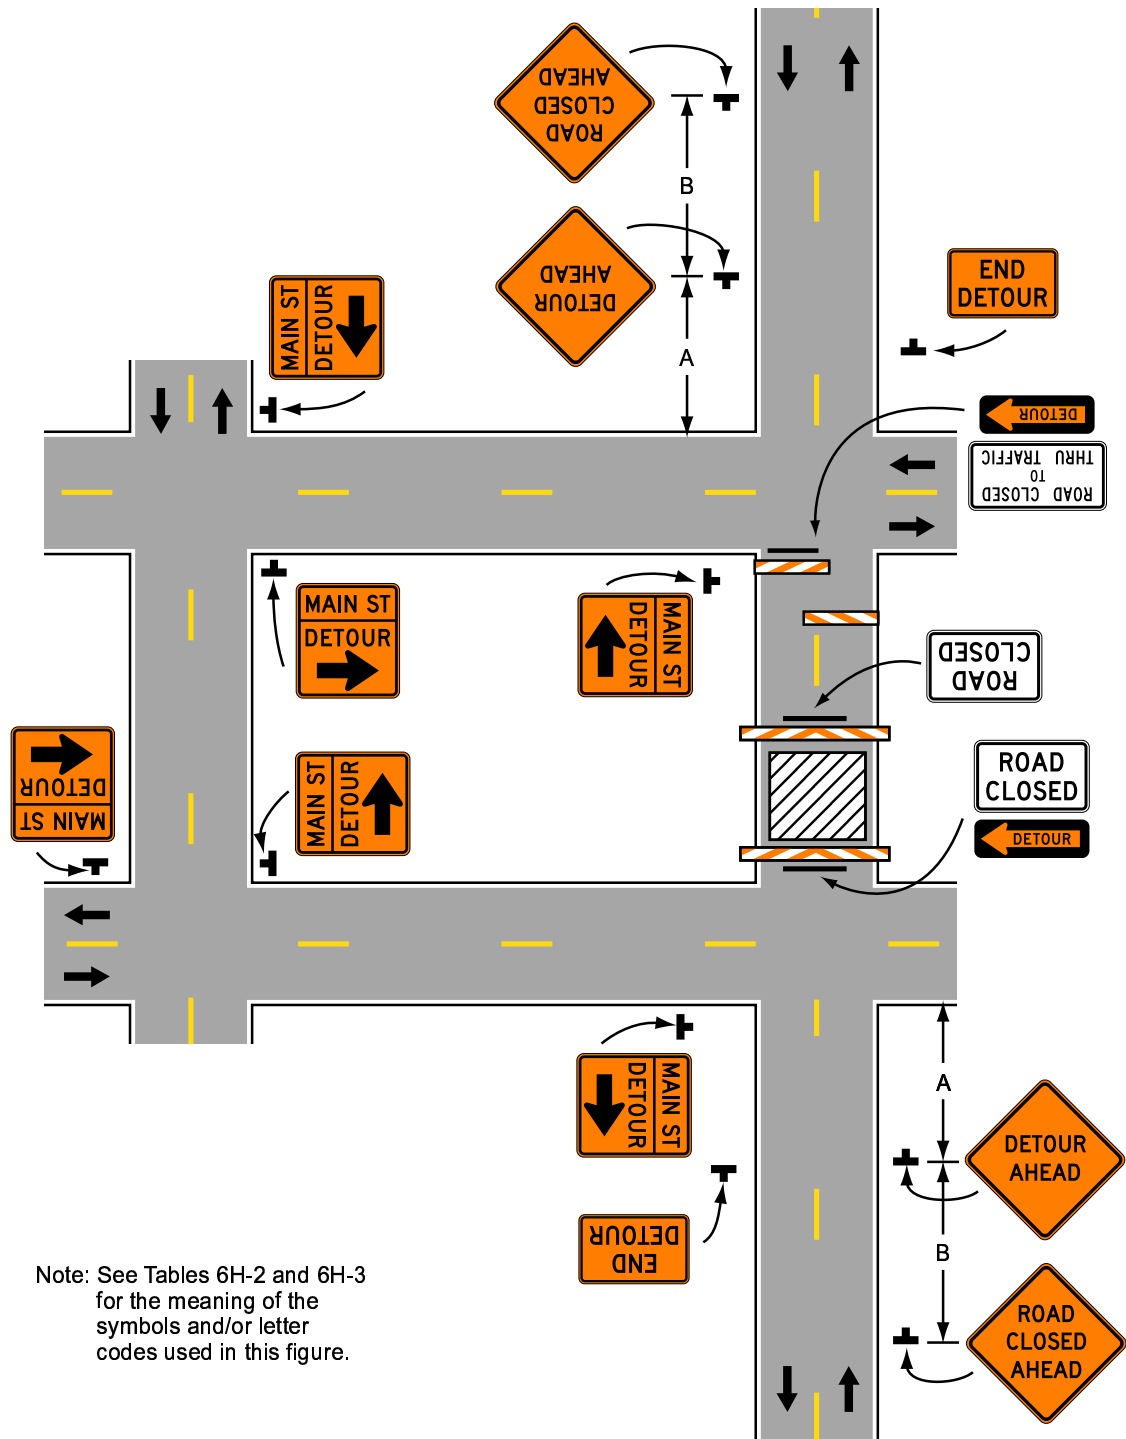 ROAD
CLOSED
AHEAD
B
DETOUR
AHEAD
A
MAIN ST
DETOUR
END
DETOUR
DETOUR
ROAD CLOSED
TO
THRU TRAFFIC
MAIN ST
DETOUR
MAIN ST
DETOUR
ROAD
CLOSED
MAIN ST
DETOUR
MAIN ST
DETOUR
ROAD
CLOSED
DETOUR
MAIN ST
DETOUR
A
DETOUR
AHEAD
END
DETOUR
B
ROAD
CLOSED
AHEAD
Note: See Tables 6H-2 and 6H-3
for the meaning of the
symbols and/or letter
codes used in this figure.